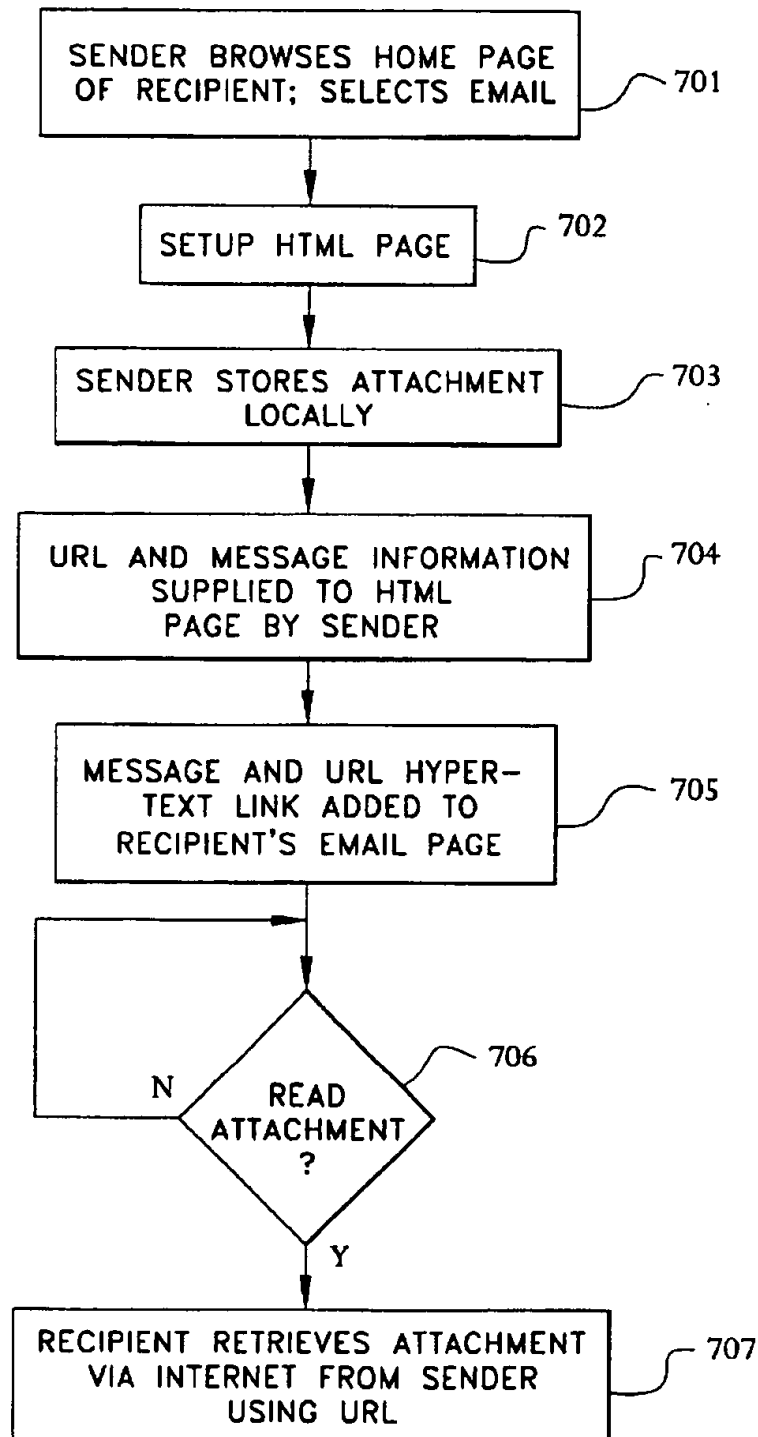 SENDER BROWSES HOME PAGE
OF RECIPIENT; SELECTS EMAIL
701
SETUP HTML PAGE
702
SENDER STORES ATTACHMENT
LOCALLY
703
URL AND MESSAGE INFORMATION
SUPPLIED TO HTML
PAGE BY SENDER
704
MESSAGE AND URL HYPER-
TEXT LINK ADDED TO
RECIPIENT'S EMAIL PAGE
705
READ
ATTACHMENT
?
706
N
Y
RECIPIENT RETRIEVES ATTACHMENT
VIA INTERNET FROM SENDER
USING URL
707